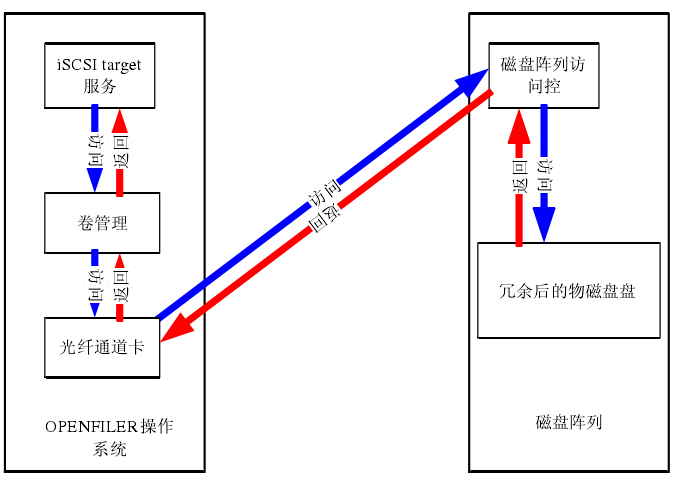 iSCSI target
服务
访问
返回
卷管理
访问
返回
光纤通道卡
OPENFILER操作
系统
访问
返回
磁盘阵列访
问控
返回
访问
冗余后的物磁盘盘
磁盘阵列